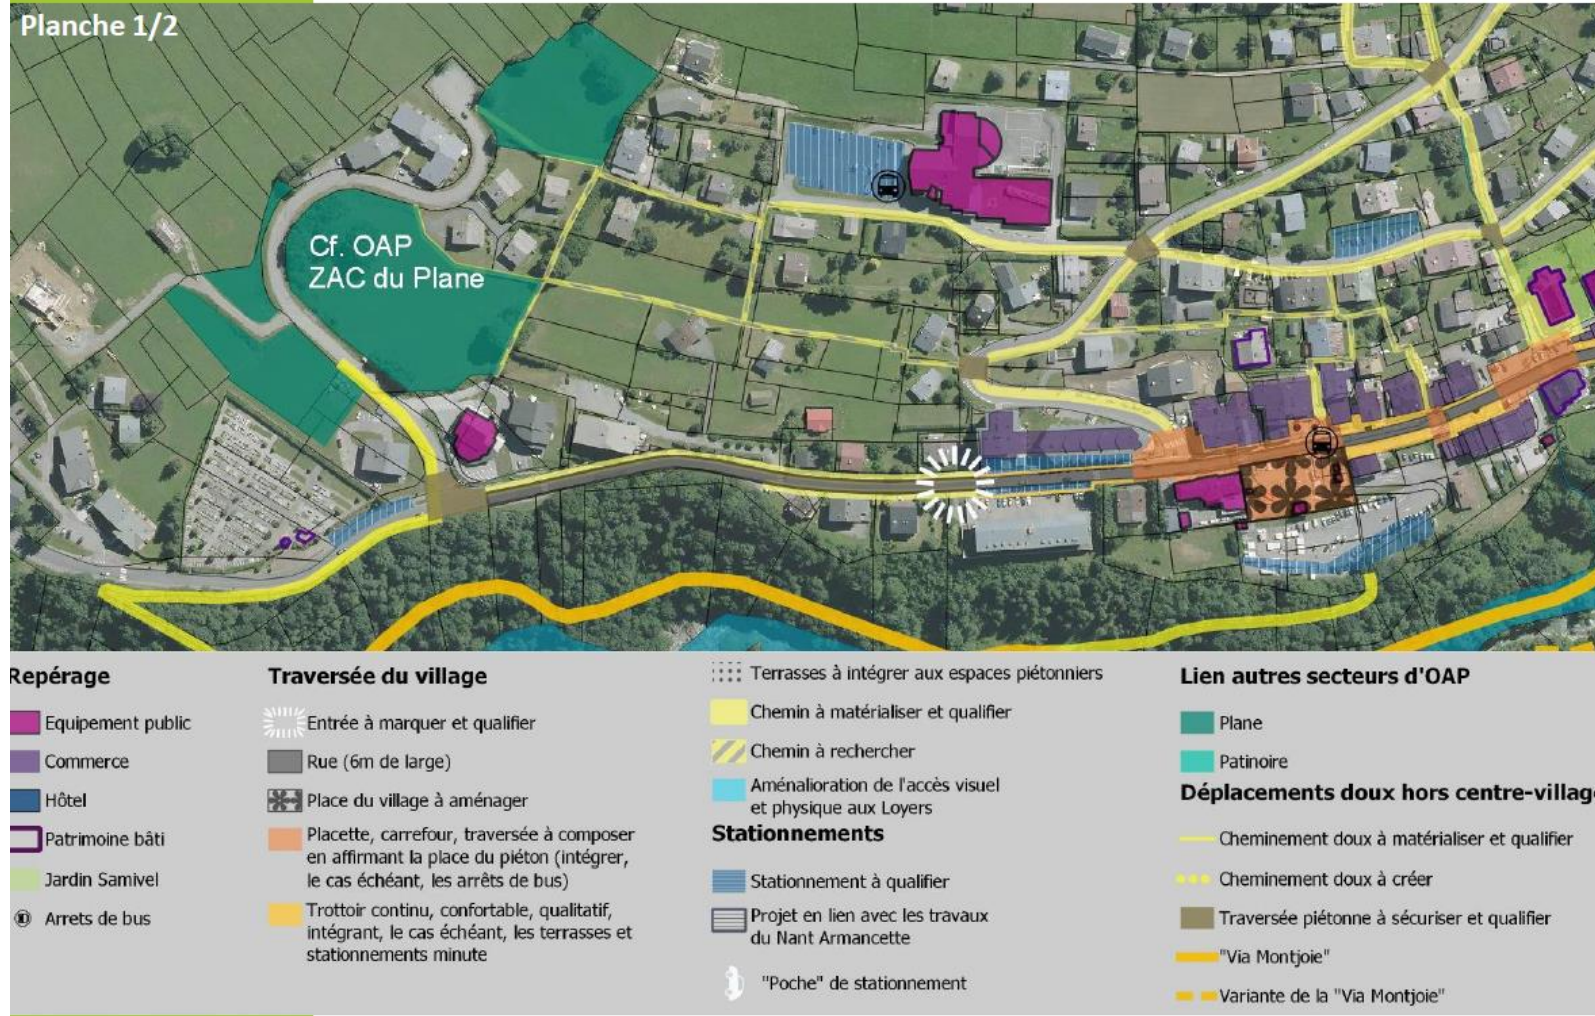 Planche 1/2
Cf. OAP
ZAC du Plane
Repérage
Equipement public
Commerce
Hôtel
Patrimoine bâti
Jardin Samivel
Arrets de bus
Traversée du village
Entrée à marquer et qualifier
Rue (6m de large)
Place du village à aménager
Placette, carrefour, traversée à composer
en affirmant la place du piéton (intégrer,
le cas échéant, les arrêts de bus)
Trottoir continu, confortable, qualitatif,
intégrant, le cas échéant, les terrasses et
stationnements minute
Terrasses à intégrer aux espaces piétonniers
Chemin à matérialiser et qualifier
Chemin à rechercher
Aménalioration de l'accès visuel
et physique aux Loyers
Stationnements
Stationnement à qualifier
Projet en lien avec les travaux
du Nant Armancette
"Poche" de stationnement
Lien autres secteurs d'OAP
Plane
Patinoire
Déplacements doux hors centre-village
Cheminement doux à matérialiser et qualifier
Cheminement doux à créer
Traversée piétonne à sécuriser et qualifier
"Via Montjoie"
Variante de la "Via Montjoie"